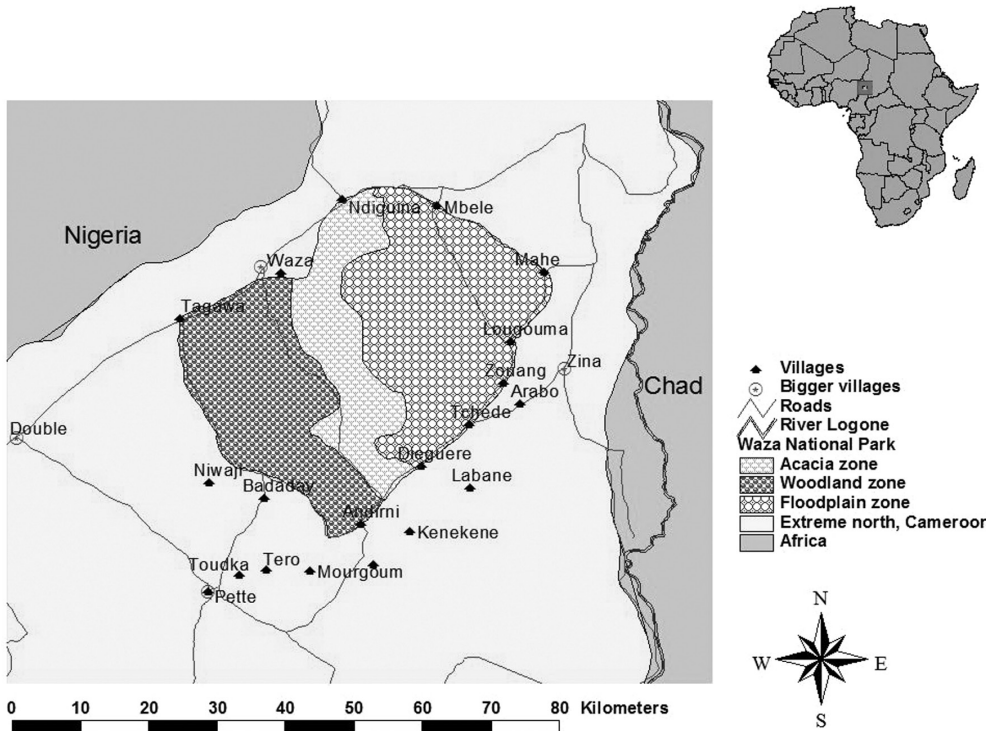 Nigeria
Ndiguina
Mbele
Waza
Mahe
Tagawa
Lougouma
Zina
Zouang
Arabo
Chad
Tchede
Double
Dieguere
Niwaji
Labane
Badaday
Andirni
Kenekene
Toudka
Tero
Mourgoum
Pette
Villages
Bigger villages
Roads
River Logone
Waza National Park
Acacia zone
Woodland zone
Floodplain zone
Extreme north, Cameroon
Africa
N
W
E
S
0 10 20 30 40 50 60 70 80 Kilometers